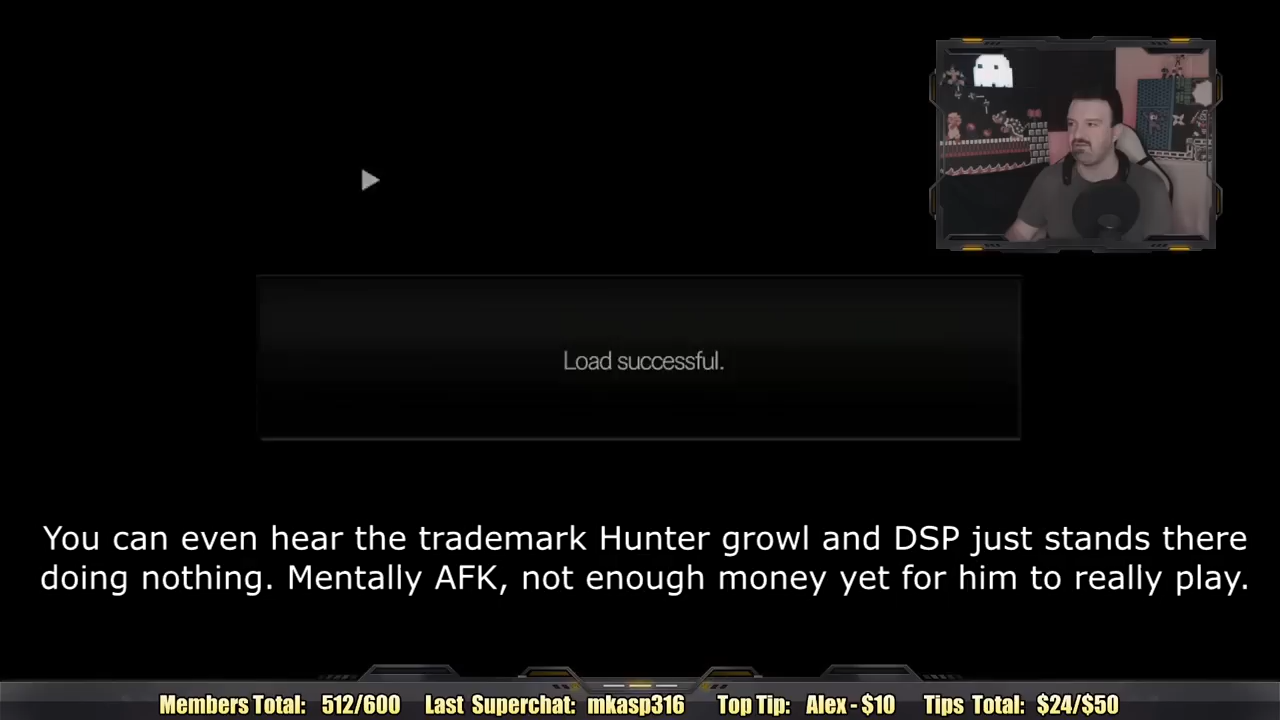 Load successful.
You can even hear the trademark Hunter growl and DSP just stands there
doing nothing. Mentally AFK, not enough money yet for him to really play.
Members Total: 512/600 Last Superchat: mkasp316 Top Tip: Alex - $10 Tips Total: $24/$50